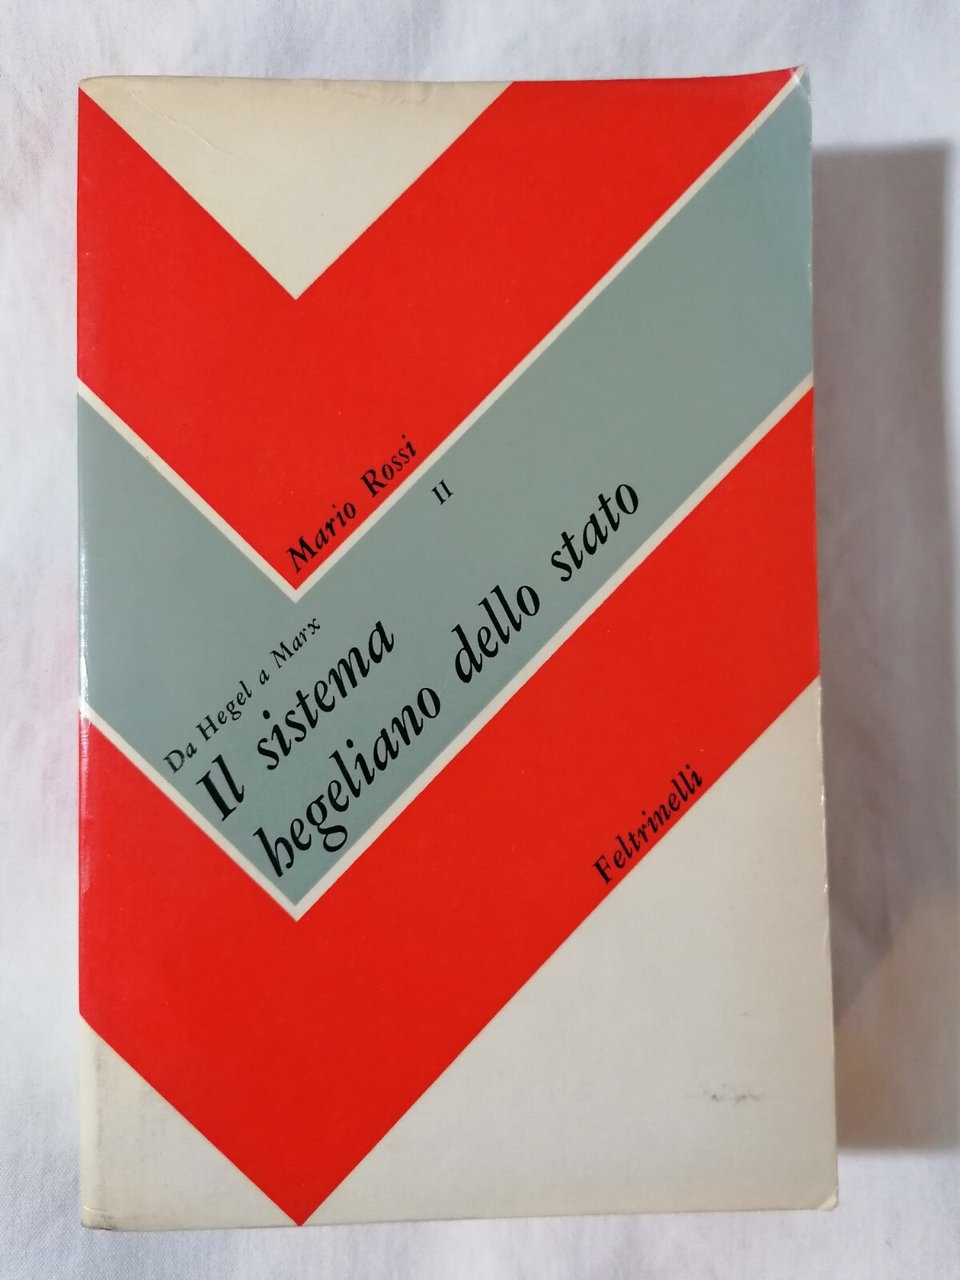 Mario Rossi
II
Da Hegel a Marx
Il sistema
hegeliano dello stato
Feltrinelli